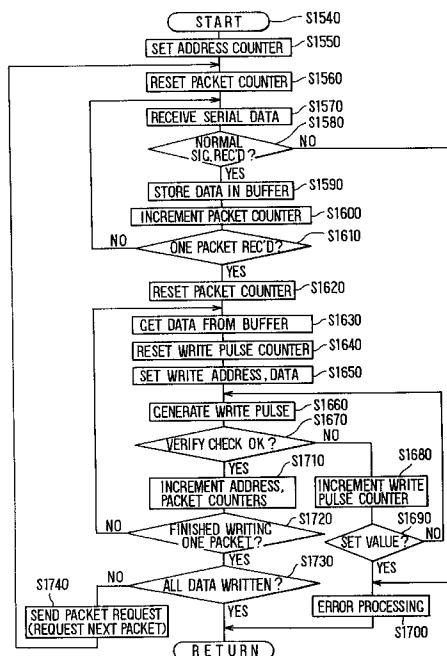 START
S1540
SET ADDRESS COUNTER
S1550
RESET PACKET COUNTER
S1560
RECEIVE SERIAL DATA
S1570
S1580
NORMAL
SIG. REC'D?
NO
YES
STORE DATA IN BUFFER
S1590
INCREMENT PACKET COUNTER
S1600
NO
ONE PACKET REC'D?
S1610
YES
RESET PACKET COUNTER
S1620
GET DATA FROM BUFFER
S1630
RESET WRITE PULSE COUNTER
S1640
SET WRITE ADDRESS, DATA
S1650
GENERATE WRITE PULSE
S1660
S1670
VERIFY CHECK OK?
NO
YES
S1710
S1680
INCREMENT ADDRESS,
PACKET COUNTERS
INCREMENT WRITE
PULSE COUNTER
S1720
S1690
NO
FINISHED WRITING
ONE PACKET?
SET VALUE?
NO
YES
S1730
YES
S1740
NO
ALL DATA WRITTEN?
SEND PACKET REQUEST
(REQUEST NEXT PACKET)
YES
ERROR PROCESSING
S1700
RETURN